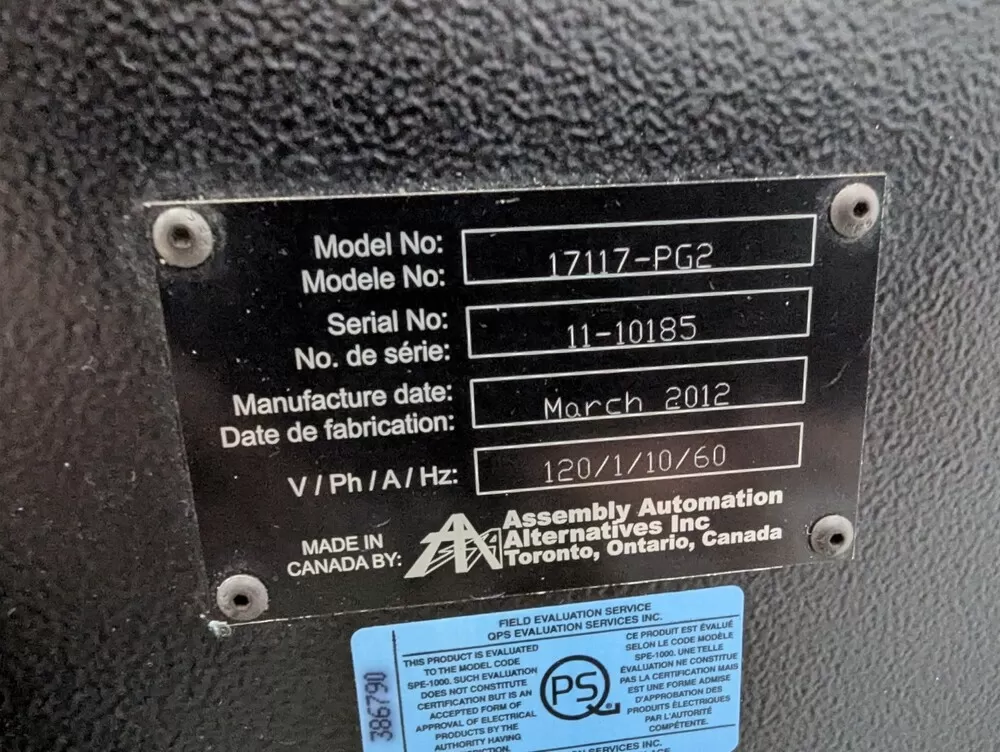 Model No:
Modele No:
17117-PG2
Serial No:
No. de série:
11-10185
Manufacture date:
Date de fabrication:
March 2012
V / Ph / A / Hz:
120/1/10/60
MADE IN
CANADA BY:
Assembly Automation
Alternatives Inc
Toronto, Ontario, Canada
FIELD EVALUATION SERVICE
QPS EVALUATION SERVICES INC.
THIS PRODUCT IS EVALUATED
TO THE MODEL CODE
SPE-1000. SUCH EVALUATION
DOES NOT CONSTITUTE
CERTIFICATION BUT IS AN
ACCEPTED FORM OF
APPROVAL OF ELECTRICAL
PRODUCTS BY THE
AUTHORITY HAVING
386790
PS
CE PRODUIT EST ÉVALUÉ
SELON LE CODE MODÈLE
SPE-1000. UNE TELLE
ÉVALUATION NE CONSTITUE
PAS LA CERTIFICATION MAIS
EST UNE FORME ADMISE
D'APPROBATION DES
PRODUITS ÉLECTRIQUES
PAR L'AUTORITÉ
COMPÉTENTE.
SERVICES INC.